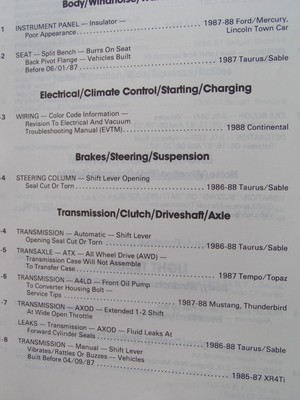 Body/Windnoise/
1 INSTRUMENT PANEL — Insulator —
Poor Appearance 1987-88 Ford/Mercury,
Lincoln Town Car
2 SEAT — Split Bench — Burrs On Seat
Back Pivot Flange — Vehicles Built
Before 06/01/87 1987 Taurus/Sable
Electrical/Climate Control/Starting/Charging
-3 WIRING — Color Code Information —
Revision To Electrical And Vacuum
Troubleshooting Manual (EVTM) 1988 Continental
Brakes/Steering/Suspension
-4 STEERING COLUMN — Shift Lever Opening
Seal Cut Or Torn 1986-88 Taurus/Sable
Transmission/Clutch/Driveshaft/Axle
-4 TRANSMISSION — Automatic — Shift Lever
Opening Seal Cut Or Torn 1986-88 Taurus/Sable
-5 TRANSAXLE — ATX — All Wheel Drive (AWD) —
Transmission Case Will Not Assemble
To Transfer Case 1987 Tempo/Topaz
-6 TRANSMISSION — A4LD — Front Oil Pump
To Converter Housing Bolt —
Service Tips 1987-88 Mustang, Thunderbird
-7 TRANSMISSION — AXOD — Extended 1-2 Shift
At Wide Open Throttle 1986-88 Taurus/Sable
LEAKS — Transmission — AXOD — Fluid Leaks At
Forward Cylinder Seals 1986-88 Taurus/Sable
-8 TRANSMISSION — Manual — Shift Lever
Vibrates/Rattles Or Buzzes — Vehicles
Built Before 04/09/87 1985-87 XR4Ti